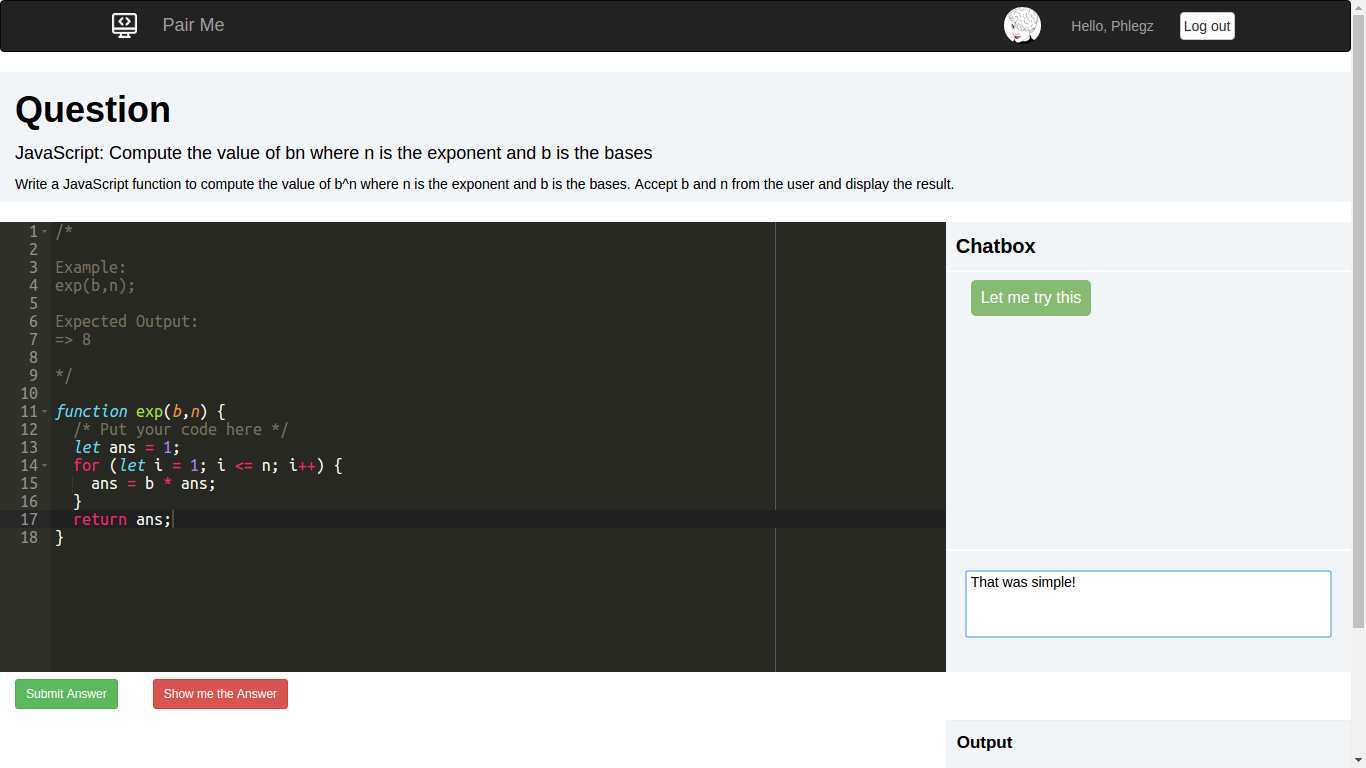 Pair Me
Hello, Phlegz
Log out
Question
JavaScript: Compute the value of bn where n is the exponent and b is the bases
Write a JavaScript function to compute the value of b^n where n is the exponent and b is the bases. Accept b and n from the user and display the result.
1 /*
2
3 Example:
4 exp(b,n);
5
6 Expected Output:
7 => 8
8
9 */
10
11 function exp(b,n) {
12 /* Put your code here */
13 let ans = 1;
14 for (let i = 1; i <= n; i++) {
15 ans = b * ans;
16 }
17 return ans;
18 }
Chatbox
Let me try this
That was simple!
Submit Answer
Show me the Answer
Output